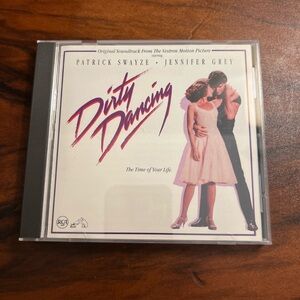 Original Soundtrack From The Vestron Motion Picture
starring
PATRICK SWAYZE • JENNIFER GREY
Dirty
Dancing
The Time of Your Life.
RCA